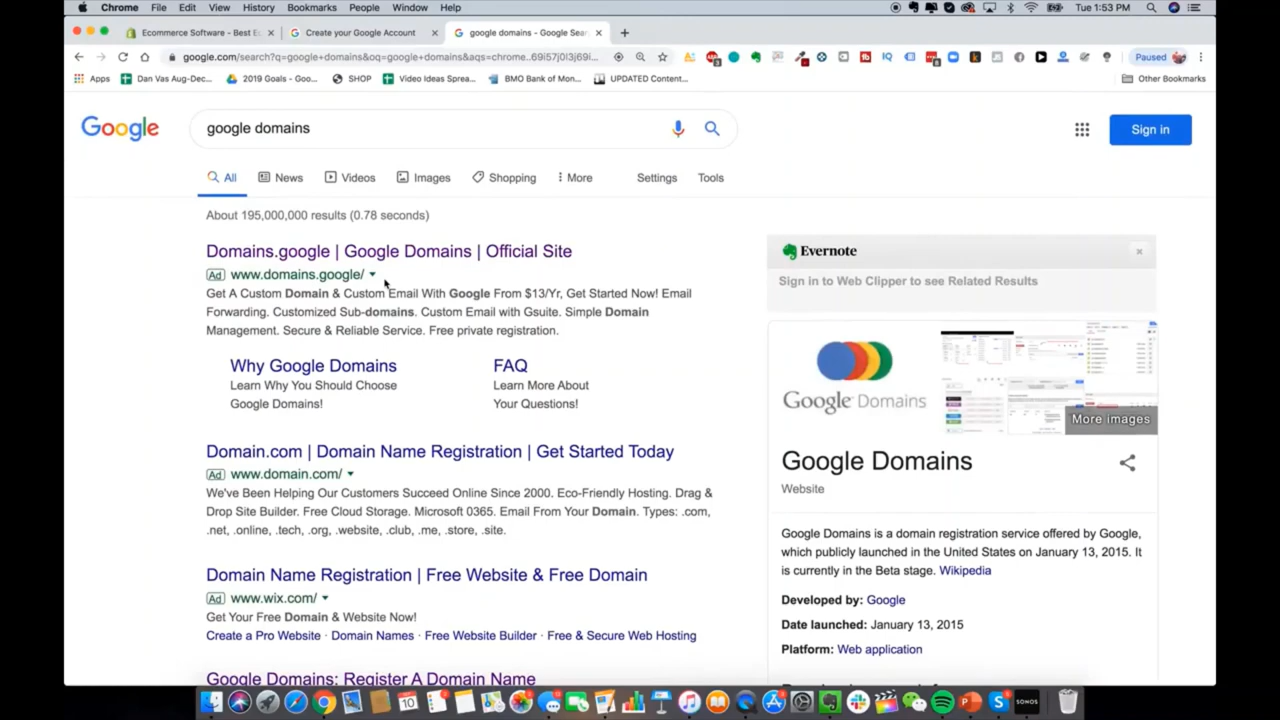 Chrome File Edit View History Bookmarks People Window Help Tue 1:53 PM
Ecommerce Software - Best E Create your Google Account google domains - Google Sear
google.com/search?q=google+domains&oq=google+domains&aqs=chrome..69i57j0l3j69i... Paused
Apps Dan Vas Aug-Dec... 2019 Goals - Goo... SHOP Video Ideas Sprea... BMO Bank of Mon... UPDATED Content... Other Bookmarks
Google google domains Sign in
All News Videos Images Shopping More Settings Tools
About 195,000,000 results (0.78 seconds)
Domains.google | Google Domains | Official Site
Ad www.domains.google/
Get A Custom Domain & Custom Email With Google From $13/Yr, Get Started Now! Email
Forwarding. Customized Sub-domains. Custom Email with Gsuite. Simple Domain
Management. Secure & Reliable Service. Free private registration.
Why Google Domains
Learn Why You Should Choose
Google Domains!
FAQ
Learn More About
Your Questions!
Domain.com | Domain Name Registration | Get Started Today
Ad www.domain.com/
We've Been Helping Our Customers Succeed Online Since 2000. Eco-Friendly Hosting. Drag &
Drop Site Builder. Free Cloud Storage. Microsoft 0365. Email From Your Domain. Types: .com,
.net, .online, .tech, .org, .website, .club, .me, .store, .site.
Domain Name Registration | Free Website & Free Domain
Ad www.wix.com/
Get Your Free Domain & Website Now!
Create a Pro Website · Domain Names · Free Website Builder · Free & Secure Web Hosting
Google Domains: Register A Domain Name
Evernote
Sign in to Web Clipper to see Related Results
Google Domains
More images
Google Domains
Website
Google Domains is a domain registration service offered by Google,
which publicly launched in the United States on January 13, 2015. It
is currently in the Beta stage. Wikipedia
Developed by: Google
Date launched: January 13, 2015
Platform: Web application
10
SONOS